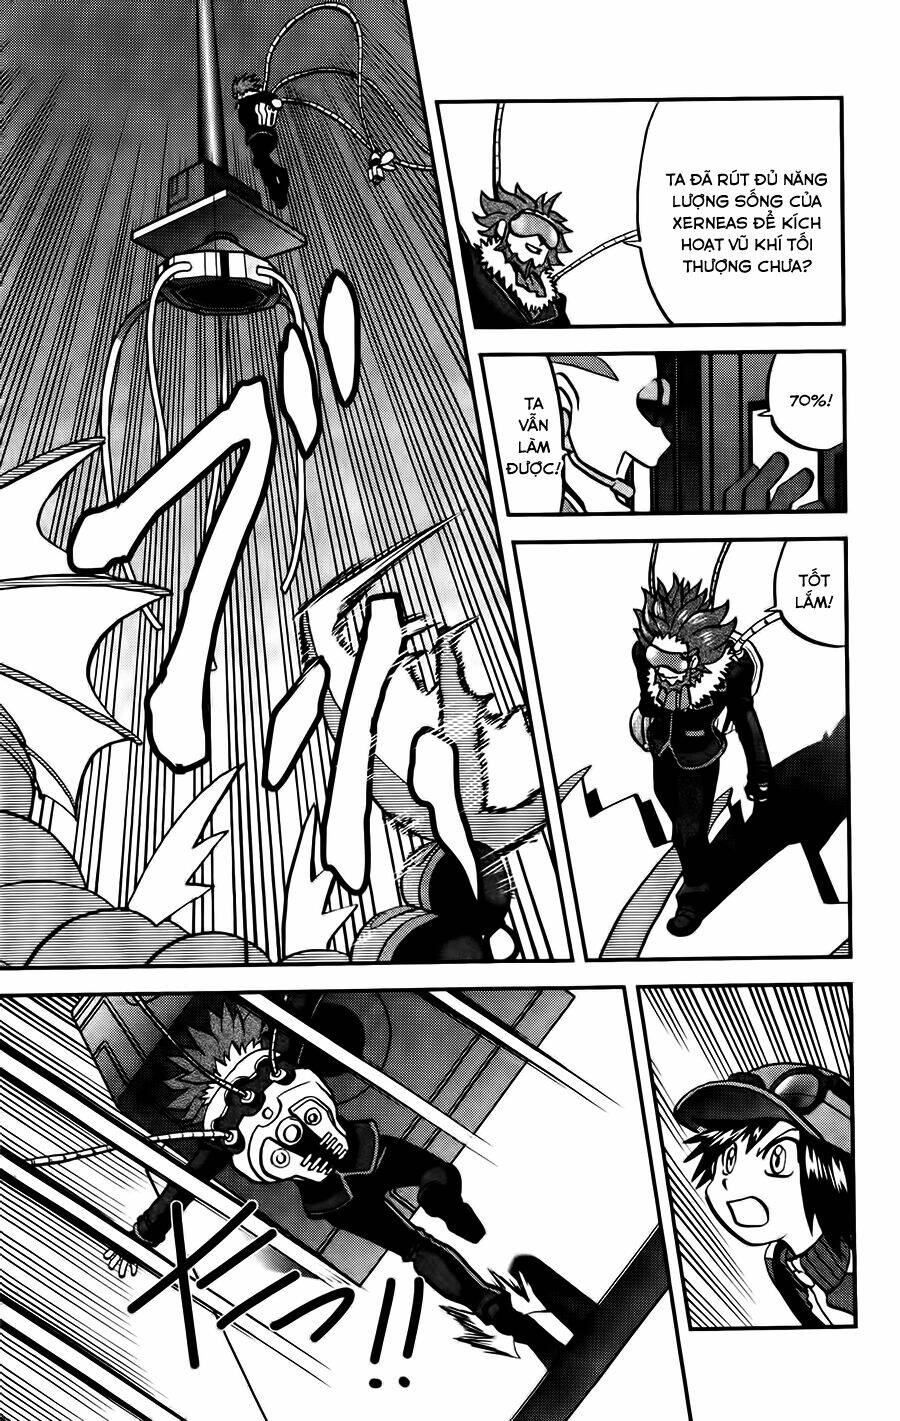 TA ĐÃ RÚT ĐỦ NĂNG
LƯỢNG SỐNG CỦA
XERNEAS ĐỂ KÍCH
HOẠT VŨ KHÍ TỐI
THƯỢNG CHƯA?
70%!
TA
VẪN
LÀM
ĐƯỢC!
TỐT
LẮM!